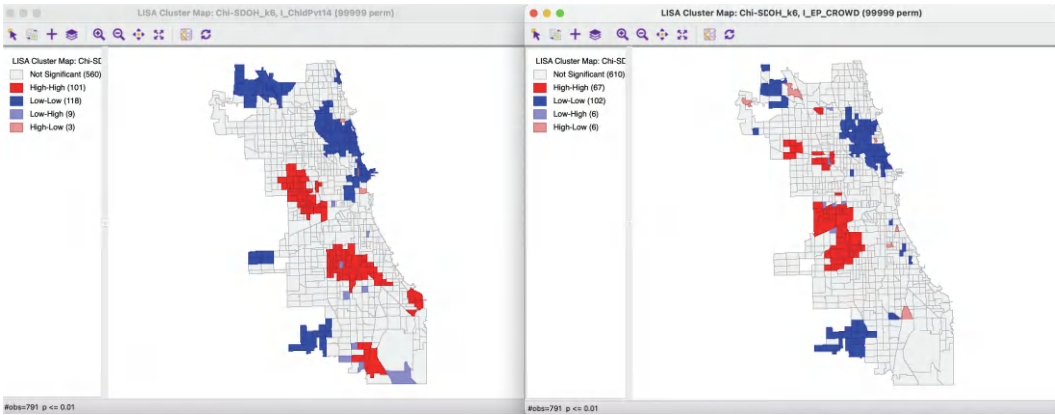 LISA Cluster Map: Chi-SDOH_k6, I_ChldPvt14 (99999 perm)
LISA Cluster Map: Chi-SD
Not Significant (560)
High-High (101)
Low-Low (118)
Low-High (9)
High-Low (3)
#obs=791 p <= 0.01
LISA Cluster Map: Chi-SDOH_k6, I_EP_CROWD (99999 perm)
LISA Cluster Map: Chi-SD
Not Significant (610)
High-High (67)
Low-Low (102)
Low-High (6)
High-Low (6)
#obs=791 p <= 0.01